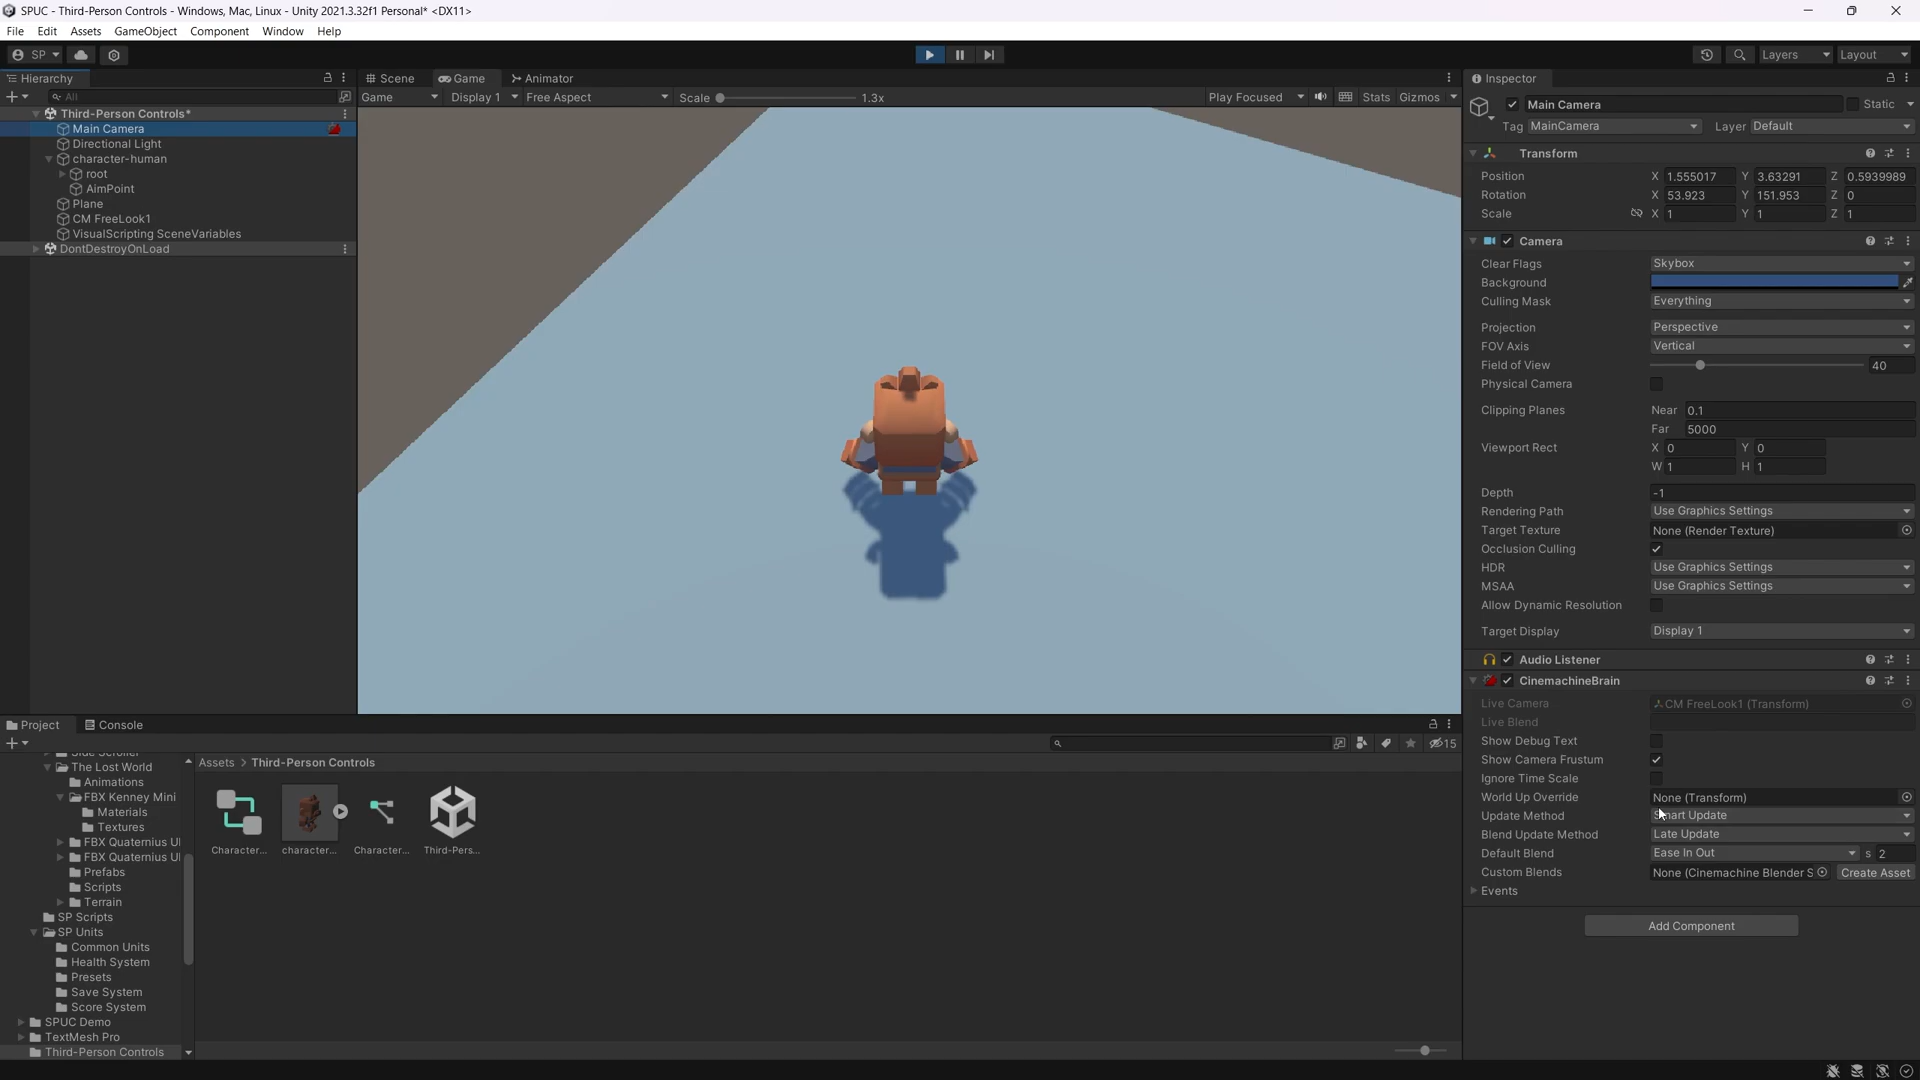 SPUC - Third-Person Controls - Windows, Mac, Linux - Unity 2021.3.32f1 Personal* <DX11>
File Edit Assets GameObject Component Window Help
SP Layers Layout
Hierarchy
All
Third-Person Controls*
Main Camera
Directional Light
character-human
root
AimPoint
Plane
CM FreeLook1
VisualScripting SceneVariables
DontDestroyOnLoad
Scene Game Animator
Game Display 1 Free Aspect Scale 1.3x Play Focused Stats Gizmos
Inspector
Main Camera Static
Tag MainCamera Layer Default
Transform
Position X 1.555017 Y 3.63291 Z 0.5939989
Rotation X 53.923 Y 151.953 Z 0
Scale X 1 Y 1 Z 1
Camera
Clear Flags Skybox
Background
Culling Mask Everything
Projection Perspective
FOV Axis Vertical
Field of View 40
Physical Camera
Clipping Planes Near 0.1
Far 5000
Viewport Rect X 0 Y 0
W 1 H 1
Depth -1
Rendering Path Use Graphics Settings
Target Texture None (Render Texture)
Occlusion Culling
HDR Use Graphics Settings
MSAA Use Graphics Settings
Allow Dynamic Resolution
Target Display Display 1
Audio Listener
CinemachineBrain
Live Camera CM FreeLook1 (Transform)
Live Blend
Show Debug Text
Show Camera Frustum
Ignore Time Scale
World Up Override None (Transform)
Update Method Smart Update
Blend Update Method Late Update
Default Blend Ease In Out s 2
Custom Blends None (Cinemachine Blender S Create Asset
Events
Add Component
Project Console
15
Side Scroller
The Lost World
Animations
FBX Kenney Mini
Materials
Textures
FBX Quaternius Ul
FBX Quaternius Ul
Prefabs
Scripts
Terrain
SP Scripts
SP Units
Common Units
Health System
Presets
Save System
Score System
SPUC Demo
TextMesh Pro
Third-Person Controls
Assets > Third-Person Controls
Character... character... Character... Third-Pers...